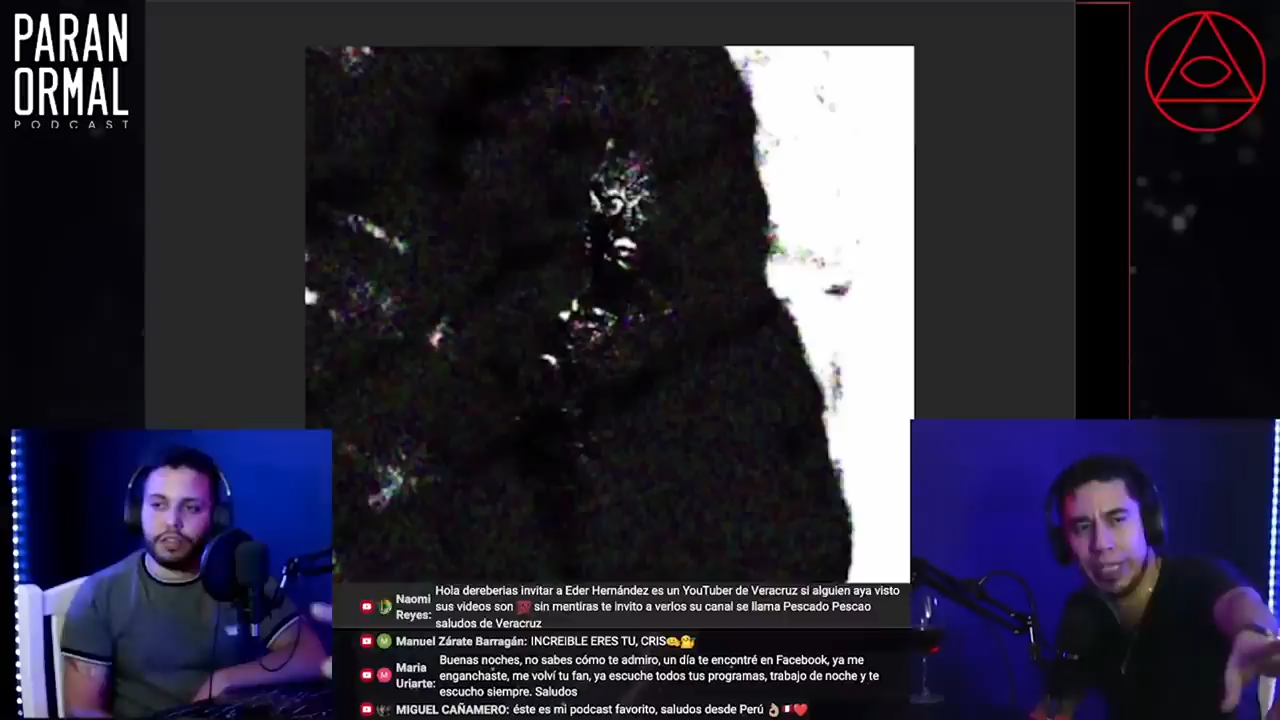 PARAN
ORMAL
PODCAST
Naomi Reyes: Hola dereberias invitar a Eder Hernández es un YouTuber de Veracruz si alguien aya visto
sus videos son 💯 sin mentiras te invito a verlos su canal se llama Pescado Pescao
saludos de Veracruz
Manuel Zárate Barragán: INCREIBLE ERES TU, CRIS
Maria Uriarte: Buenas noches, no sabes cómo te admiro, un día te encontré en Facebook, ya me
enganchaste, me volví tu fan, ya escuche todos tus programas, trabajo de noche y te
escucho siempre. Saludos
MIGUEL CAÑAMERO: éste es mi podcast favorito, saludos desde Perú 👌🏻🇵🇪❤️